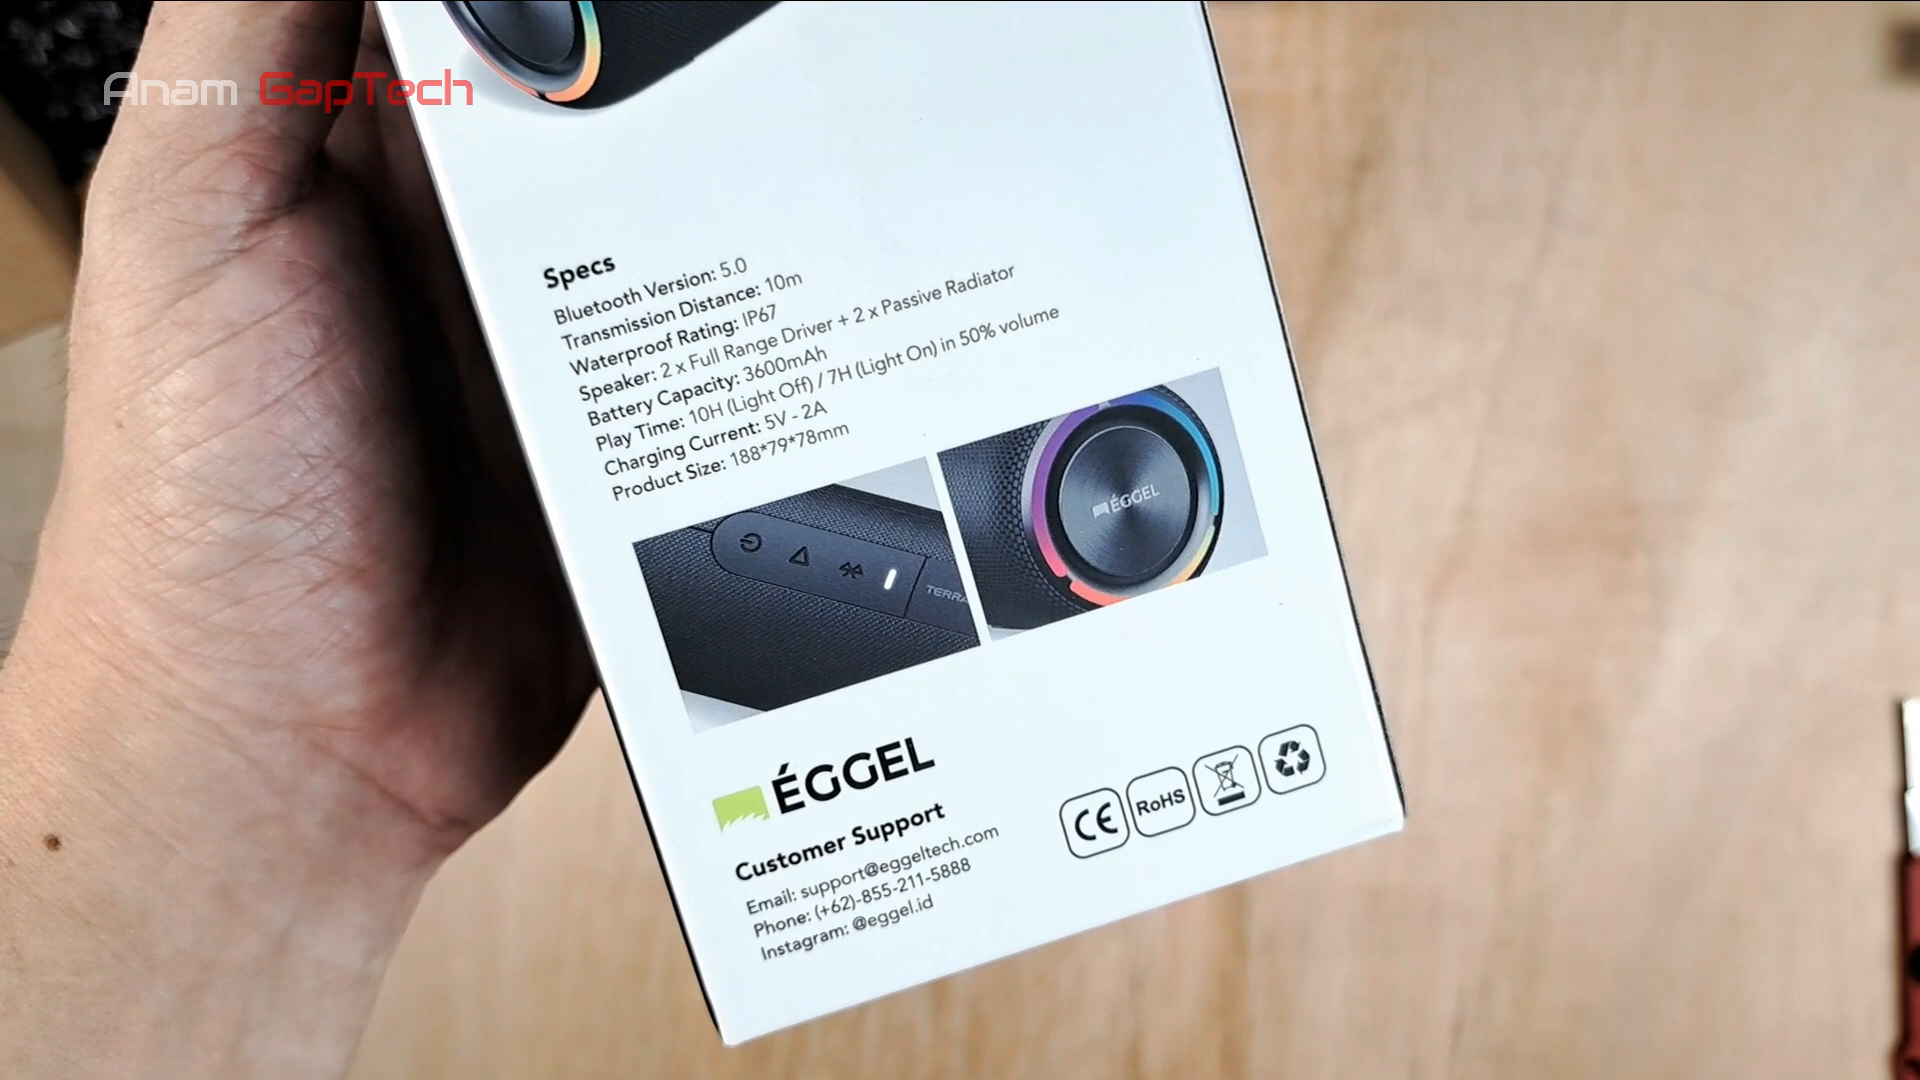 Anam GapTech
Specs
Bluetooth Version: 5.0
Transmission Distance: 10m
Waterproof Rating: IP67
Speaker: 2 x Full Range Driver + 2 x Passive Radiator
Battery Capacity: 3600mAh
Play Time: 10H (Light Off) / 7H (Light On) in 50% volume
Charging Current: 5V - 2A
Product Size: 188*79*78mm
TERRA
ÉGGEL
ÉGGEL
Customer Support
Email: support@eggeltech.com
Phone: (+62)-855-211-5888
Instagram: @eggel.id
CE RoHS